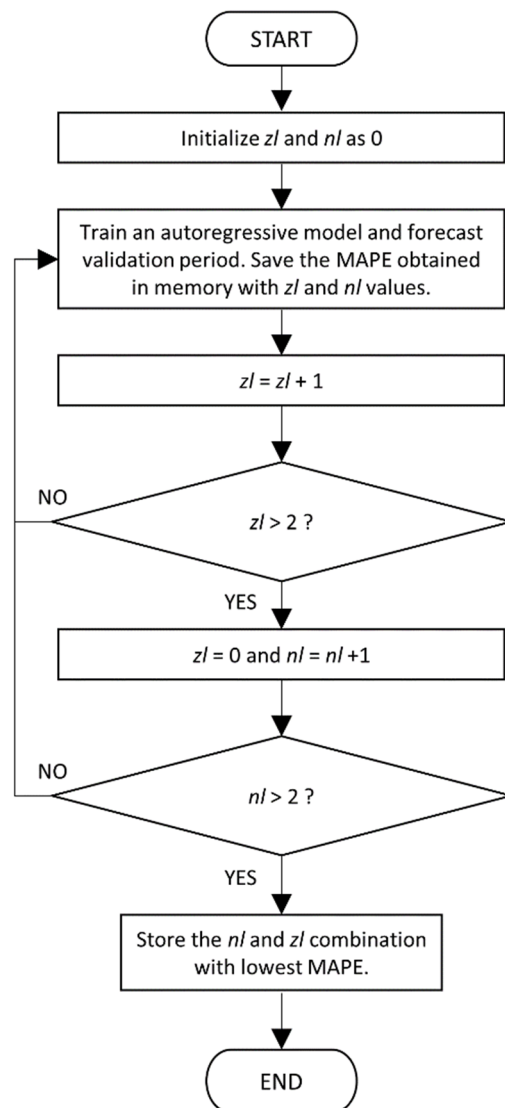 START
Initialize zl and nl as 0
Train an autoregressive model and forecast
validation period. Save the MAPE obtained
in memory with zl and nl values.
zl = zl + 1
NO
zl > 2 ?
YES
zl = 0 and nl = nl +1
NO
nl > 2 ?
YES
Store the nl and zl combination
with lowest MAPE.
END